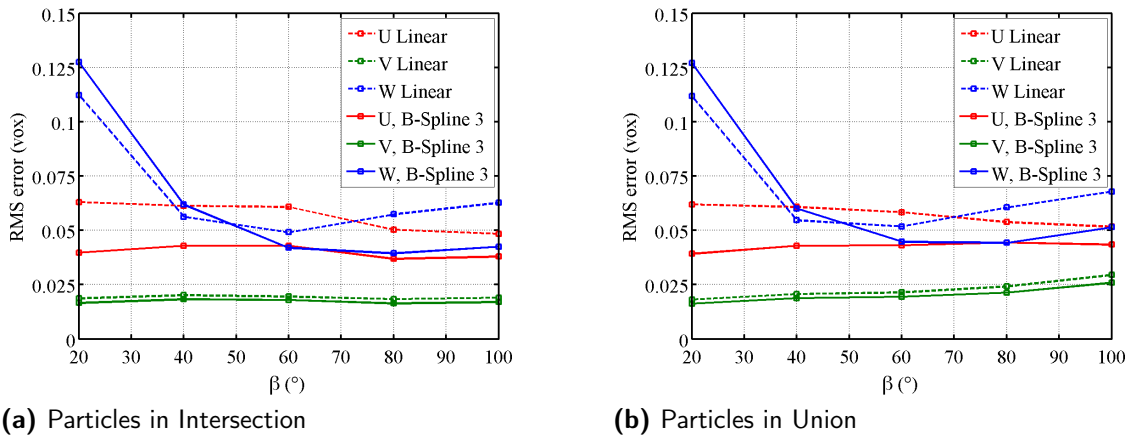 0.15
0.125
0.1
0.075
0.05
0.025
0
RMS error (vox)
20 30 40 50 60 70 80 90 100
β (°)
U Linear
V Linear
W Linear
U, B-Spline 3
V, B-Spline 3
W, B-Spline 3
(a) Particles in Intersection
0.15
0.125
0.1
0.075
0.05
0.025
0
RMS error (vox)
20 30 40 50 60 70 80 90 100
β (°)
U Linear
V Linear
W Linear
U, B-Spline 3
V, B-Spline 3
W, B-Spline 3
(b) Particles in Union